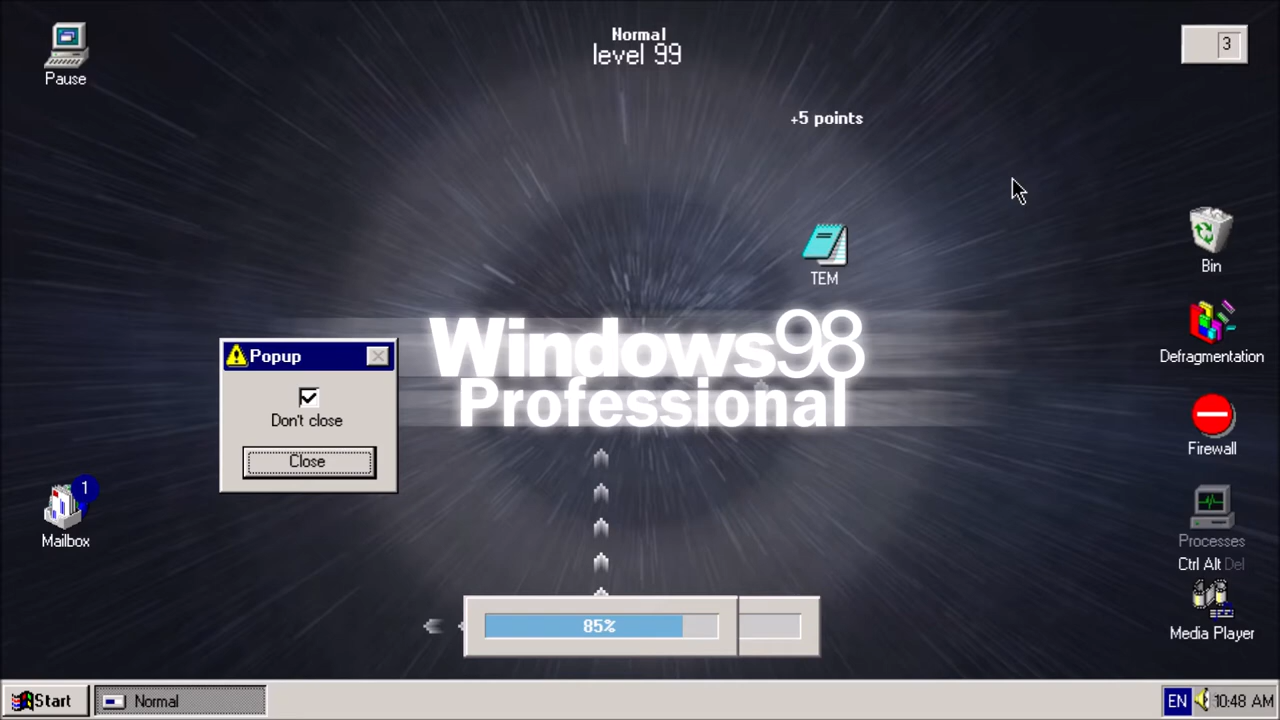 Pause
Normal
level 99
3
+5 points
TEM
Bin
Windows98
Professional
Popup
Don't close
Close
Defragmentation
Firewall
1
Mailbox
Processes
Ctrl Alt Del
Media Player
85%
Start
Normal
EN
10:48 AM